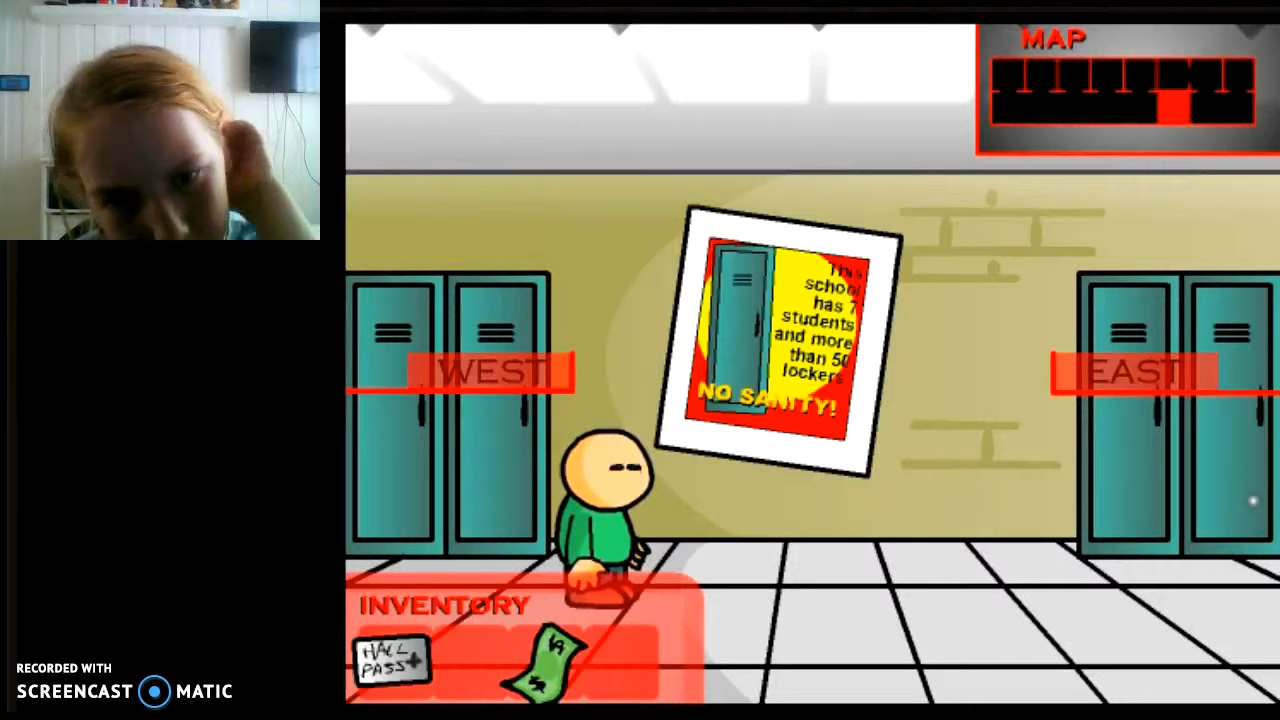 MAP
This
school
has 7
students
and more
than 50
lockers
NO SANITY!
WEST
EAST
INVENTORY
HALL
PASS
RECORDED WITH
SCREENCAST MATIC